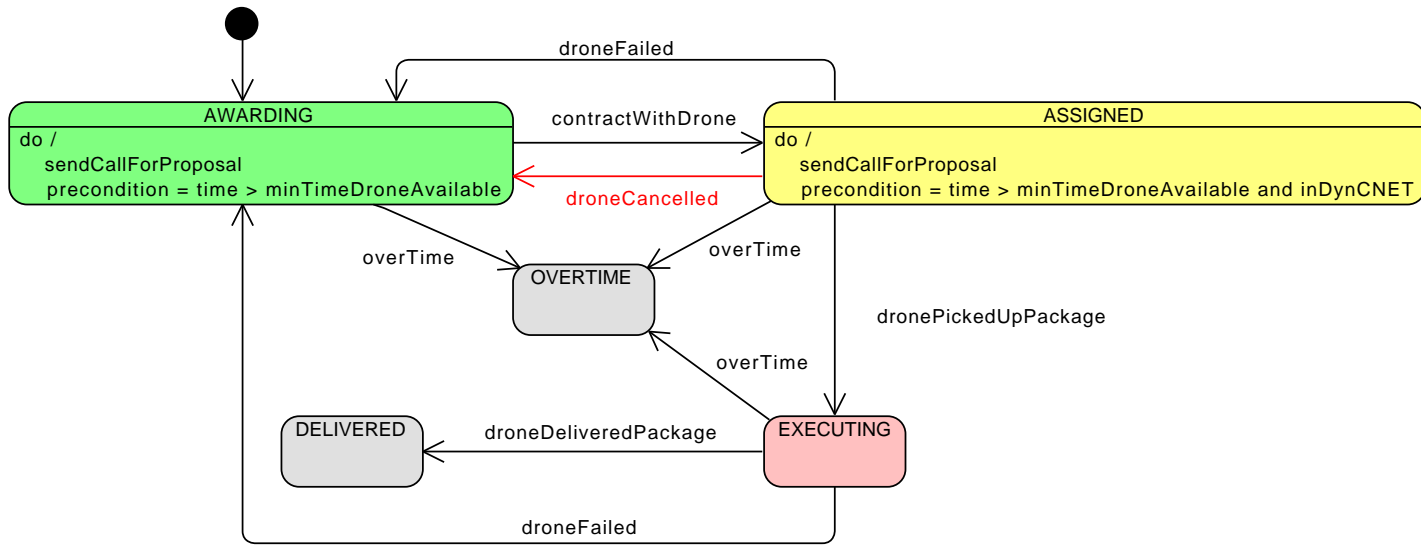 droneFailed
AWARDING
do /
sendCallForProposal
precondition = time > minTimeDroneAvailable
contractWithDrone
droneCancelled
ASSIGNED
do /
sendCallForProposal
precondition = time > minTimeDroneAvailable and inDynCNET
overTime
overTime
OVERTIME
dronePickedUpPackage
overTime
DELIVERED
droneDeliveredPackage
EXECUTING
droneFailed